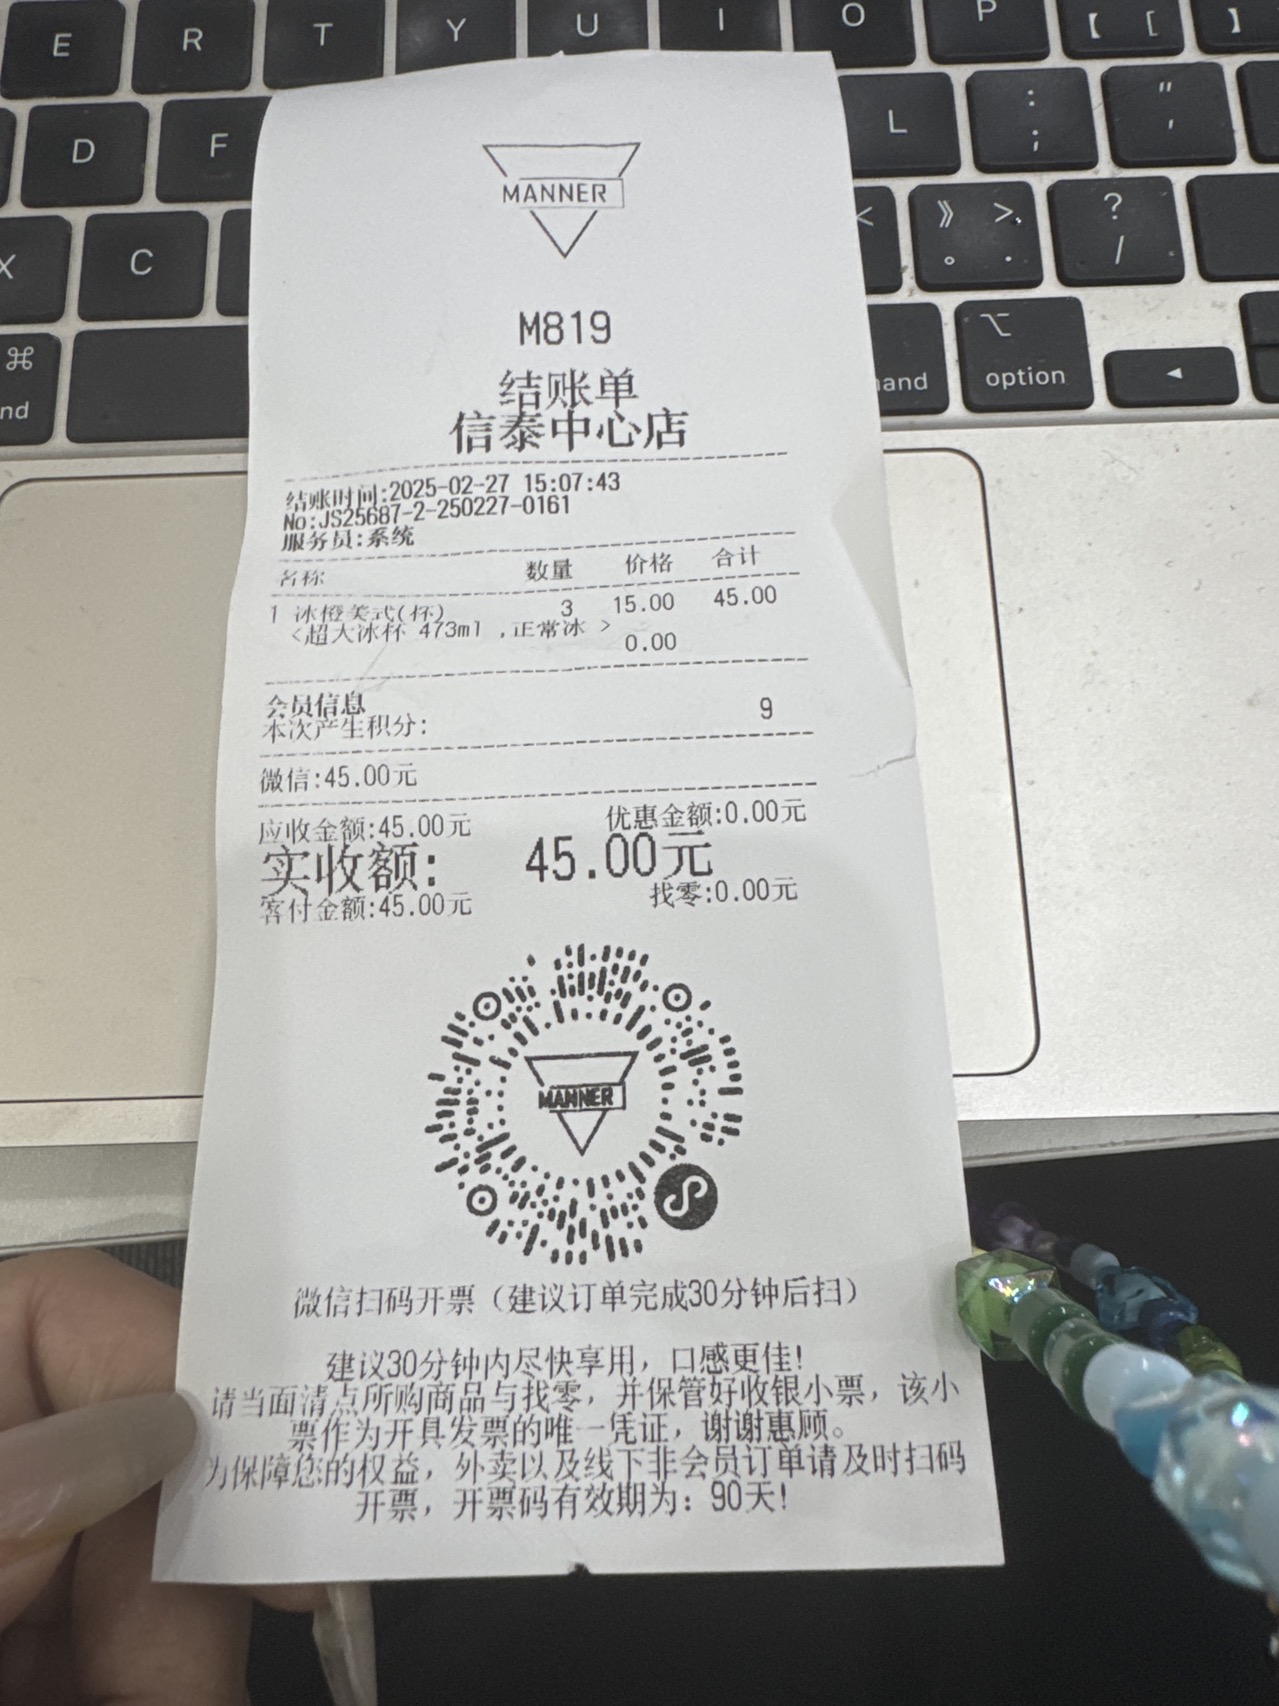 E R T Y U I O P 【 [ 】
D F L : ; " '
X C < 》 > 。 . ? /
⌘ ⌥
nd and option ◄
MANNER
M819
结账单
信泰中心店
结账时间:2025-02-27 15:07:43
No:JS25687-2-250227-0161
服务员:系统
名称 数量 价格 合计
1 冰橙美式(杯) 3 15.00 45.00
<超大冰杯 473ml ,正常冰 >
0.00
会员信息
本次产生积分: 9
微信:45.00元
应收金额:45.00元 优惠金额:0.00元
实收额: 45.00元
客付金额:45.00元 找零:0.00元
MANNER
微信扫码开票（建议订单完成30分钟后扫）
建议30分钟内尽快享用，口感更佳!
请当面清点所购商品与找零，并保管好收银小票，该小
票作为开具发票的唯一凭证，谢谢惠顾。
为保障您的权益，外卖以及线下非会员订单请及时扫码
开票，开票码有效期为：90天!